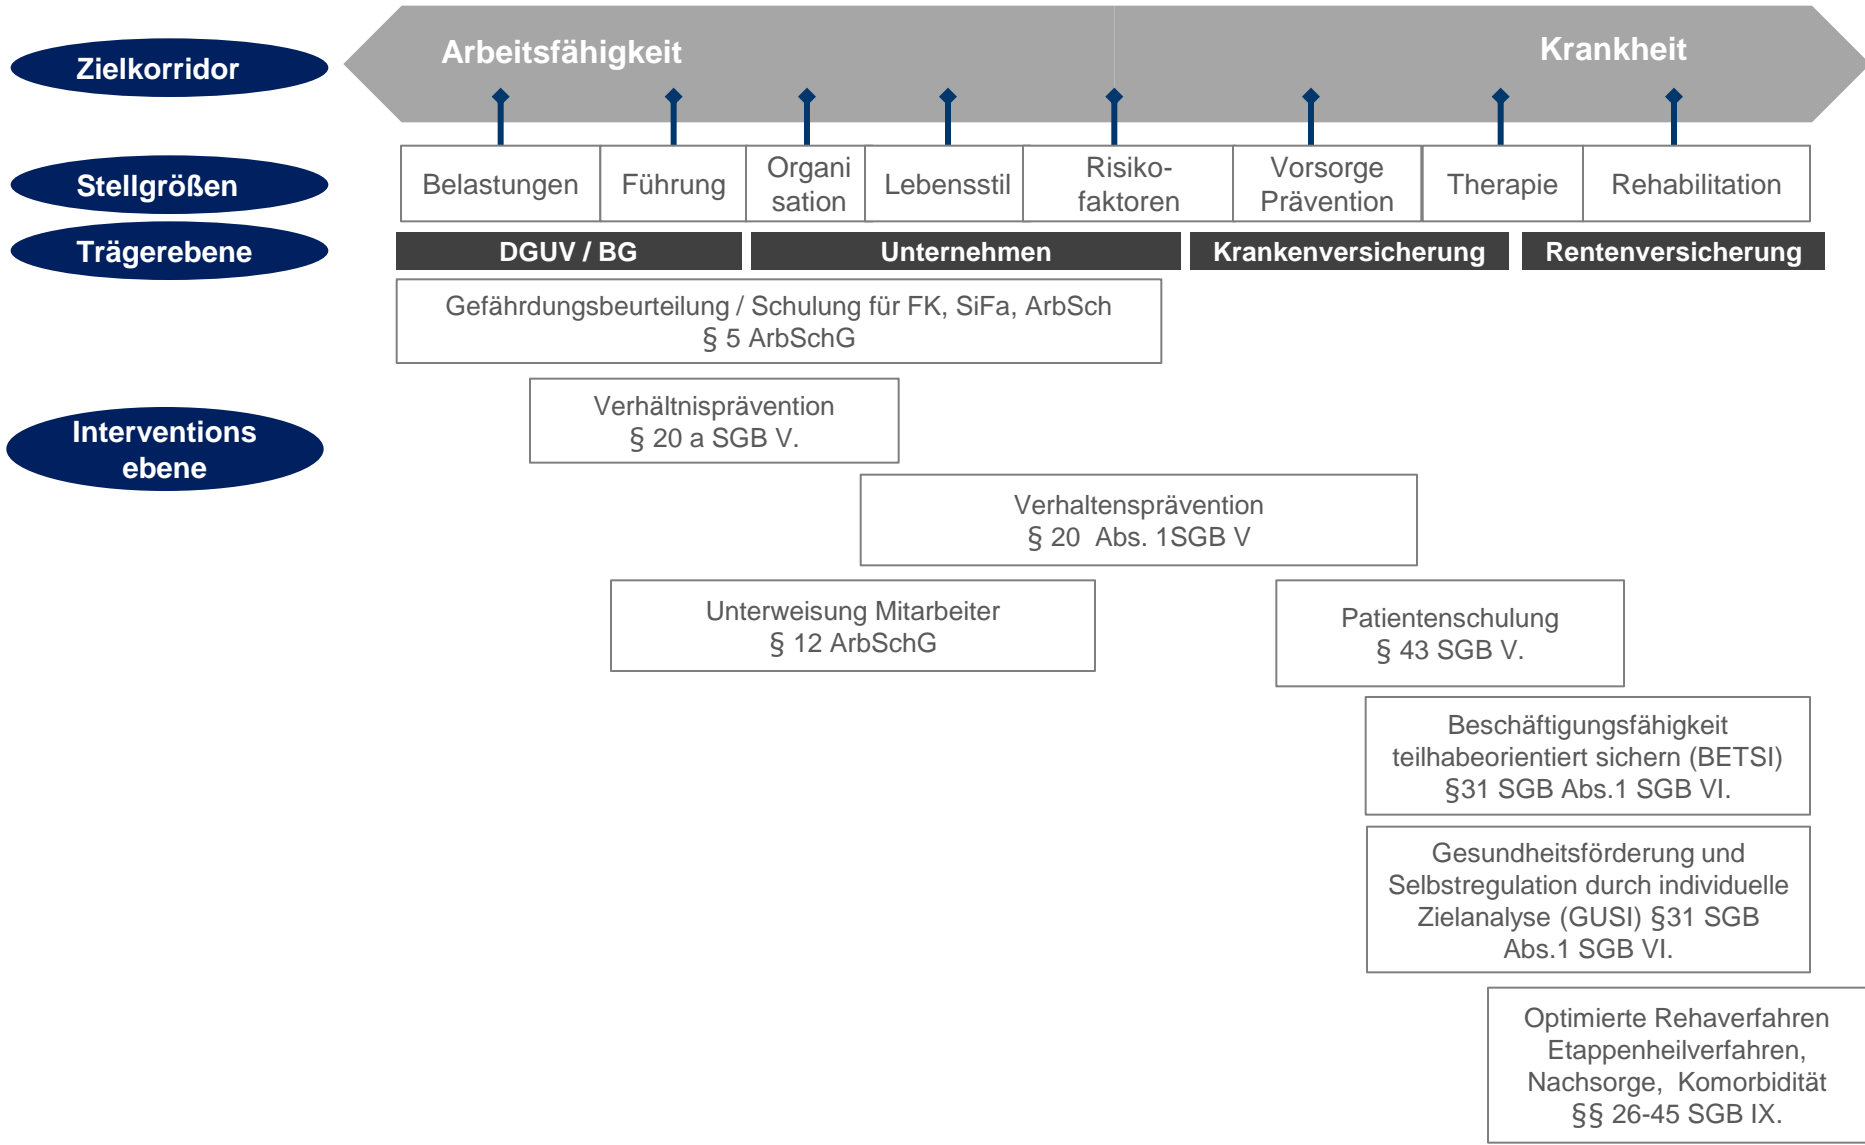 Zielkorridor
Arbeitsfähigkeit
Krankheit
Stellgrößen
Belastungen
Führung
Organi
sation
Lebensstil
Risiko-
faktoren
Vorsorge
Prävention
Therapie
Rehabilitation
Trägerebene
DGUV / BG
Unternehmen
Krankenversicherung
Rentenversicherung
Gefährdungsbeurteilung / Schulung für FK, SiFa, ArbSch
§ 5 ArbSchG
Interventions
ebene
Verhältnisprävention
§ 20 a SGB V.
Verhaltensprävention
§ 20 Abs. 1SGB V
Unterweisung Mitarbeiter
§ 12 ArbSchG
Patientenschulung
§ 43 SGB V.
Beschäftigungsfähigkeit
teilhabeorientiert sichern (BETSI)
§31 SGB Abs.1 SGB VI.
Gesundheitsförderung und
Selbstregulation durch individuelle
Zielanalyse (GUSI) §31 SGB
Abs.1 SGB VI.
Optimierte Rehaverfahren
Etappenheilverfahren,
Nachsorge, Komorbidität
§§ 26-45 SGB IX.